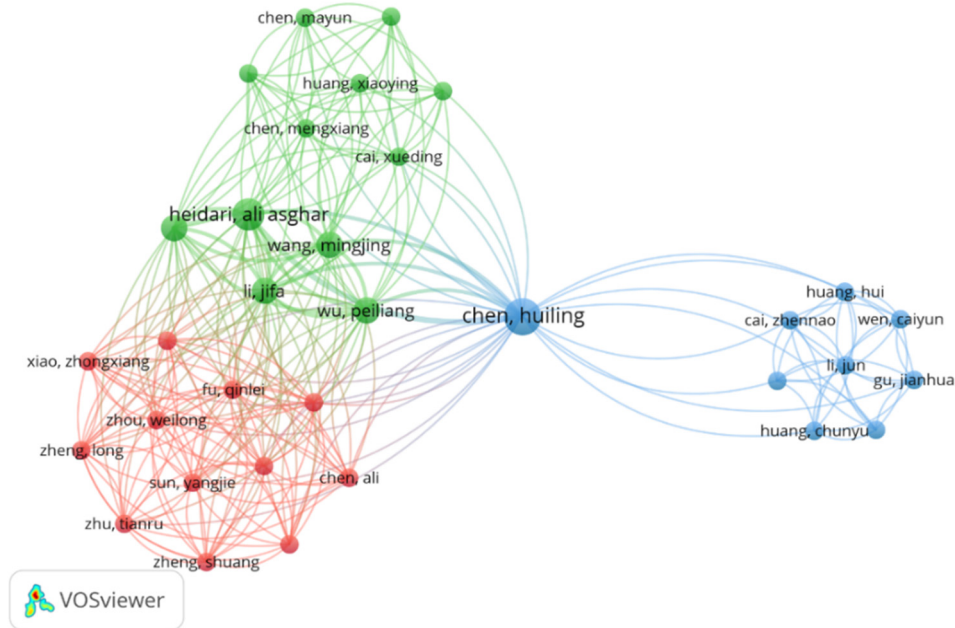 chen, mayun
huang, xiaoying
chen, mengxiang
cai, xueding
heidari, ali asghar
wang, mingjing
li, jifa
wu, peiliang
chen, huiling
huang, hui
cai, zhennao
wen, caiyun
li, jun
gu, jianhua
huang, chunyu
xiao, zhongxiang
fu, qinlei
zhou, weilong
zheng, long
sun, yangjie
chen, ali
zhu, tianru
zheng, shuang
VOSviewer